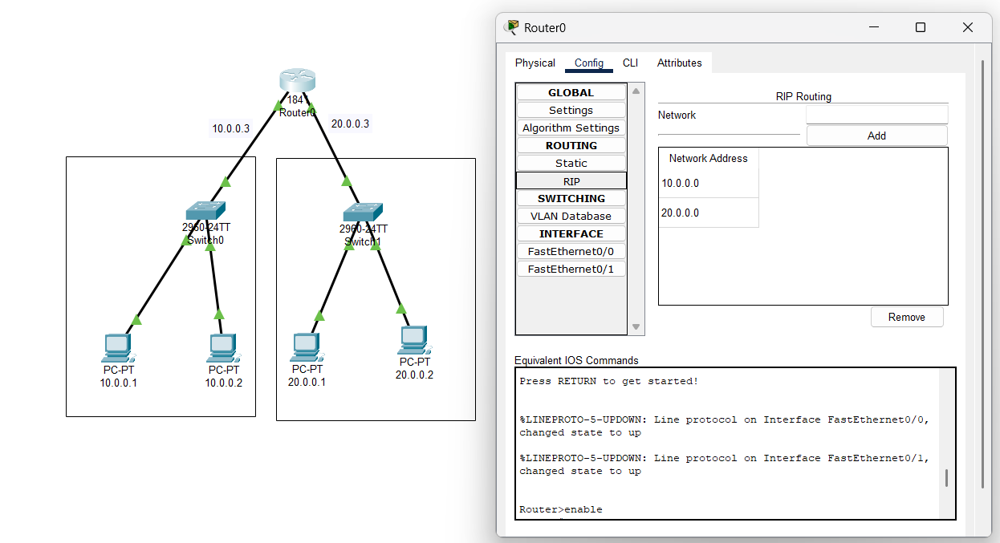 1841
Router0
10.0.0.3
20.0.0.3
2960-24TT
Switch0
2960-24TT
Switch1
PC-PT
10.0.0.1
PC-PT
10.0.0.2
PC-PT
20.0.0.1
PC-PT
20.0.0.2
Router0
Physical Config CLI Attributes
GLOBAL
Settings
Algorithm Settings
ROUTING
Static
RIP
SWITCHING
VLAN Database
INTERFACE
FastEthernet0/0
FastEthernet0/1
RIP Routing
Network
Add
Network Address
10.0.0.0
20.0.0.0
Remove
Equivalent IOS Commands
Press RETURN to get started!
%LINEPROTO-5-UPDOWN: Line protocol on Interface FastEthernet0/0,
changed state to up
%LINEPROTO-5-UPDOWN: Line protocol on Interface FastEthernet0/1,
changed state to up
Router>enable